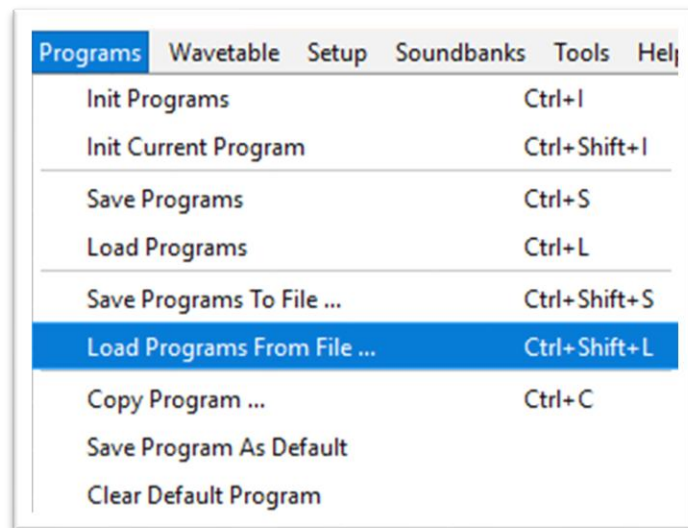 Programs Wavetable Setup Soundbanks Tools Hel
Init Programs Ctrl+I
Init Current Program Ctrl+Shift+I
Save Programs Ctrl+S
Load Programs Ctrl+L
Save Programs To File ... Ctrl+Shift+S
Load Programs From File ... Ctrl+Shift+L
Copy Program ... Ctrl+C
Save Program As Default
Clear Default Program